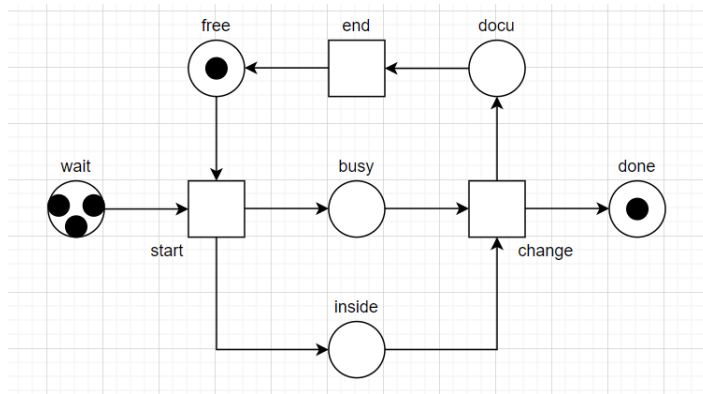 free
end
docu
wait
busy
done
start
change
inside